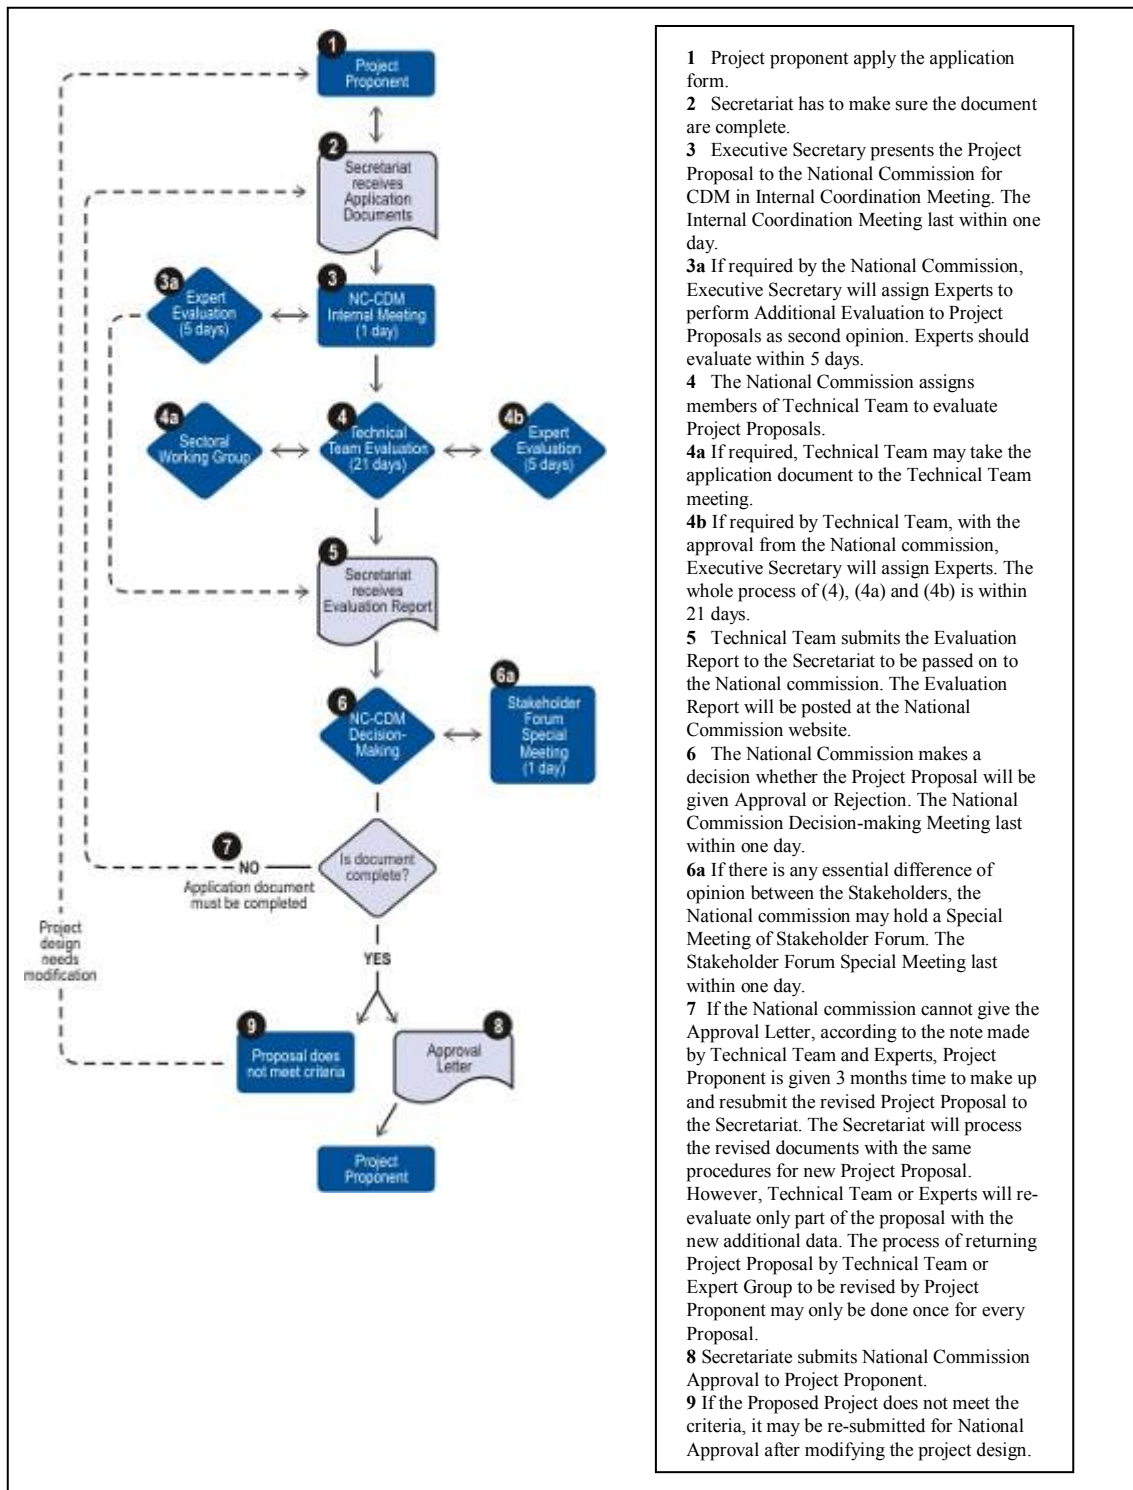 1
Project
Proponent
2
Secretariat
receives
Application
Documents
3a
Expert
Evaluation
(5 days)
3
NC-CDM
Internal Meeting
(1 day)
4a
Sectoral
Working Group
4
Technical
Team Evaluation
(21 days)
4b
Expert
Evaluation
(5 days)
5
Secretariat
receives
Evaluation Report
6
NC-CDM
Decision-
Making
6a
Stakeholder
Forum
Special
Meeting
(1 day)
7
NO
Application document
must be completed
Is document
complete?
Project
design
needs
modification
YES
9
Proposal does
not meet criteria
8
Approval
Letter
Project
Proponent
1 Project proponent apply the application
form.
2 Secretariat has to make sure the document
are complete.
3 Executive Secretary presents the Project
Proposal to the National Commission for
CDM in Internal Coordination Meeting. The
Internal Coordination Meeting last within one
day.
3a If required by the National Commission,
Executive Secretary will assign Experts to
perform Additional Evaluation to Project
Proposals as second opinion. Experts should
evaluate within 5 days.
4 The National Commission assigns
members of Technical Team to evaluate
Project Proposals.
4a If required, Technical Team may take the
application document to the Technical Team
meeting.
4b If required by Technical Team, with the
approval from the National commission,
Executive Secretary will assign Experts. The
whole process of (4), (4a) and (4b) is within
21 days.
5 Technical Team submits the Evaluation
Report to the Secretariat to be passed on to
the National commission. The Evaluation
Report will be posted at the National
Commission website.
6 The National Commission makes a
decision whether the Project Proposal will be
given Approval or Rejection. The National
Commission Decision-making Meeting last
within one day.
6a If there is any essential difference of
opinion between the Stakeholders, the
National commission may hold a Special
Meeting of Stakeholder Forum. The
Stakeholder Forum Special Meeting last
within one day.
7 If the National commission cannot give the
Approval Letter, according to the note made
by Technical Team and Experts, Project
Proponent is given 3 months time to make up
and resubmit the revised Project Proposal to
the Secretariat. The Secretariat will process
the revised documents with the same
procedures for new Project Proposal.
However, Technical Team or Experts will re-
evaluate only part of the proposal with the
new additional data. The process of returning
Project Proposal by Technical Team or
Expert Group to be revised by Project
Proponent may only be done once for every
Proposal.
8 Secretariate submits National Commission
Approval to Project Proponent.
9 If the Proposed Project does not meet the
criteria, it may be re-submitted for National
Approval after modifying the project design.